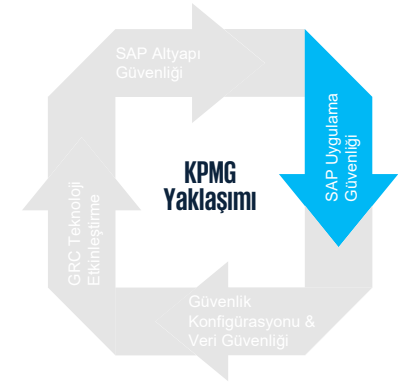 SAP Altyapı
Güvenliği
SAP Uygulama
Güvenliği
KPMG
Yaklaşımı
GRC Teknoloji
Etkinleştirme
Güvenlik
Konfigürasyonu &
Veri Güvenliği